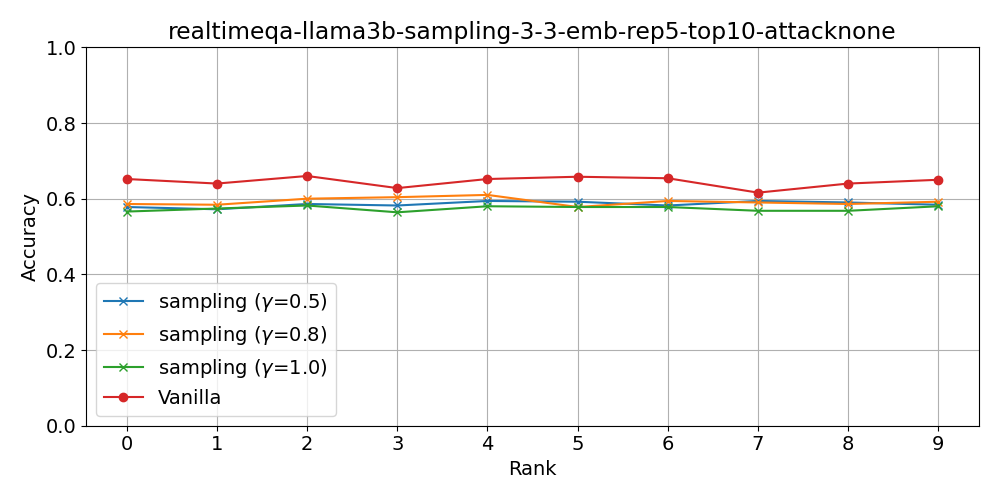 realtimeqa-llama3b-sampling-3-3-emb-rep5-top10-attacknone
1.0
0.8
0.6
0.4
0.2
0.0
Accuracy
sampling (γ=0.5)
sampling (γ=0.8)
sampling (γ=1.0)
Vanilla
0 1 2 3 4 5 6 7 8 9
Rank